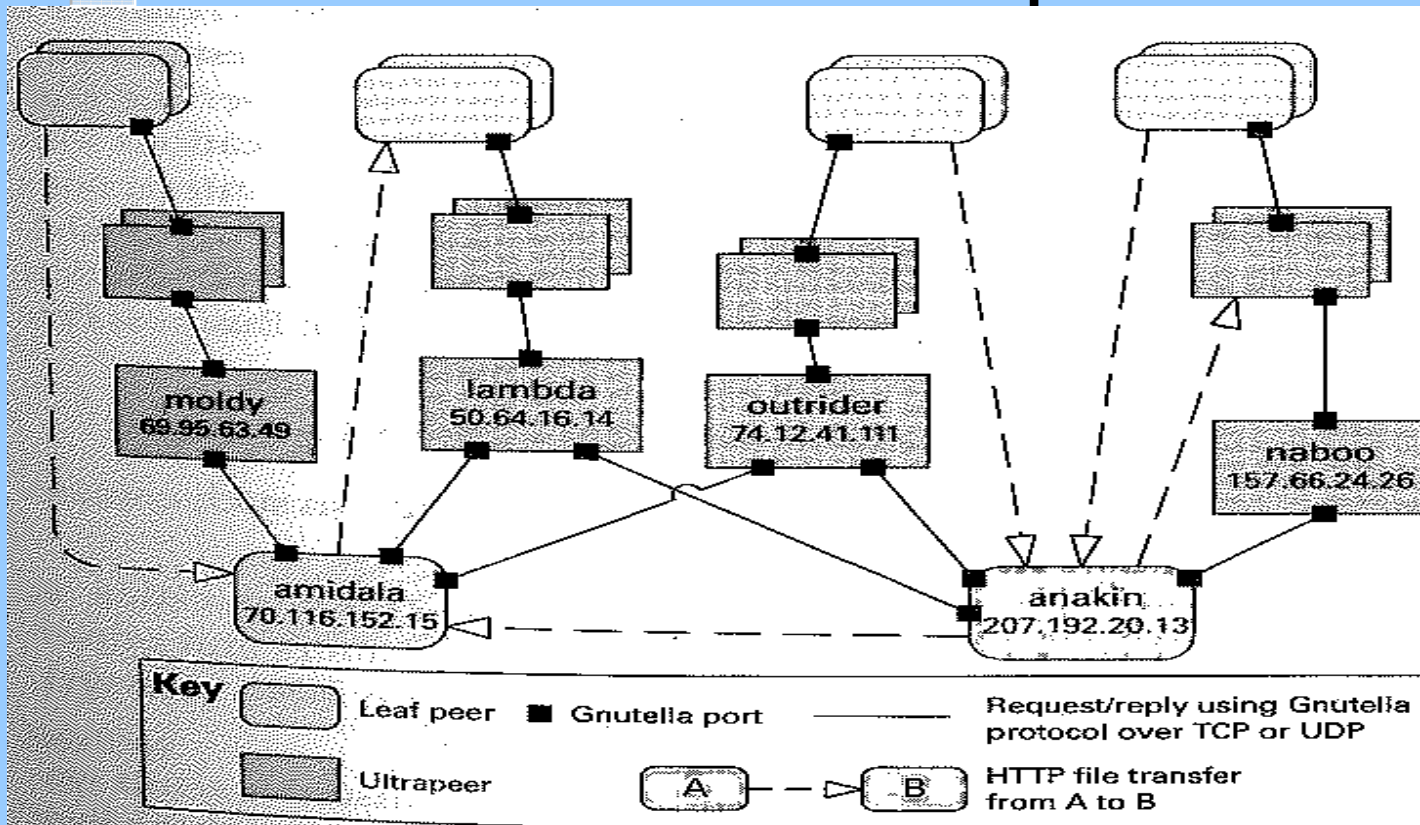 moldy
69.95.63.49
lambda
50.64.16.14
outrider
74.12.41.111
naboo
157.66.24.26
amidala
70.116.152.15
anakin
207.192.20.13
Key
Leaf peer
Gnutella port
Request/reply using Gnutella
protocol over TCP or UDP
Ultrapeer
A
B
HTTP file transfer
from A to B